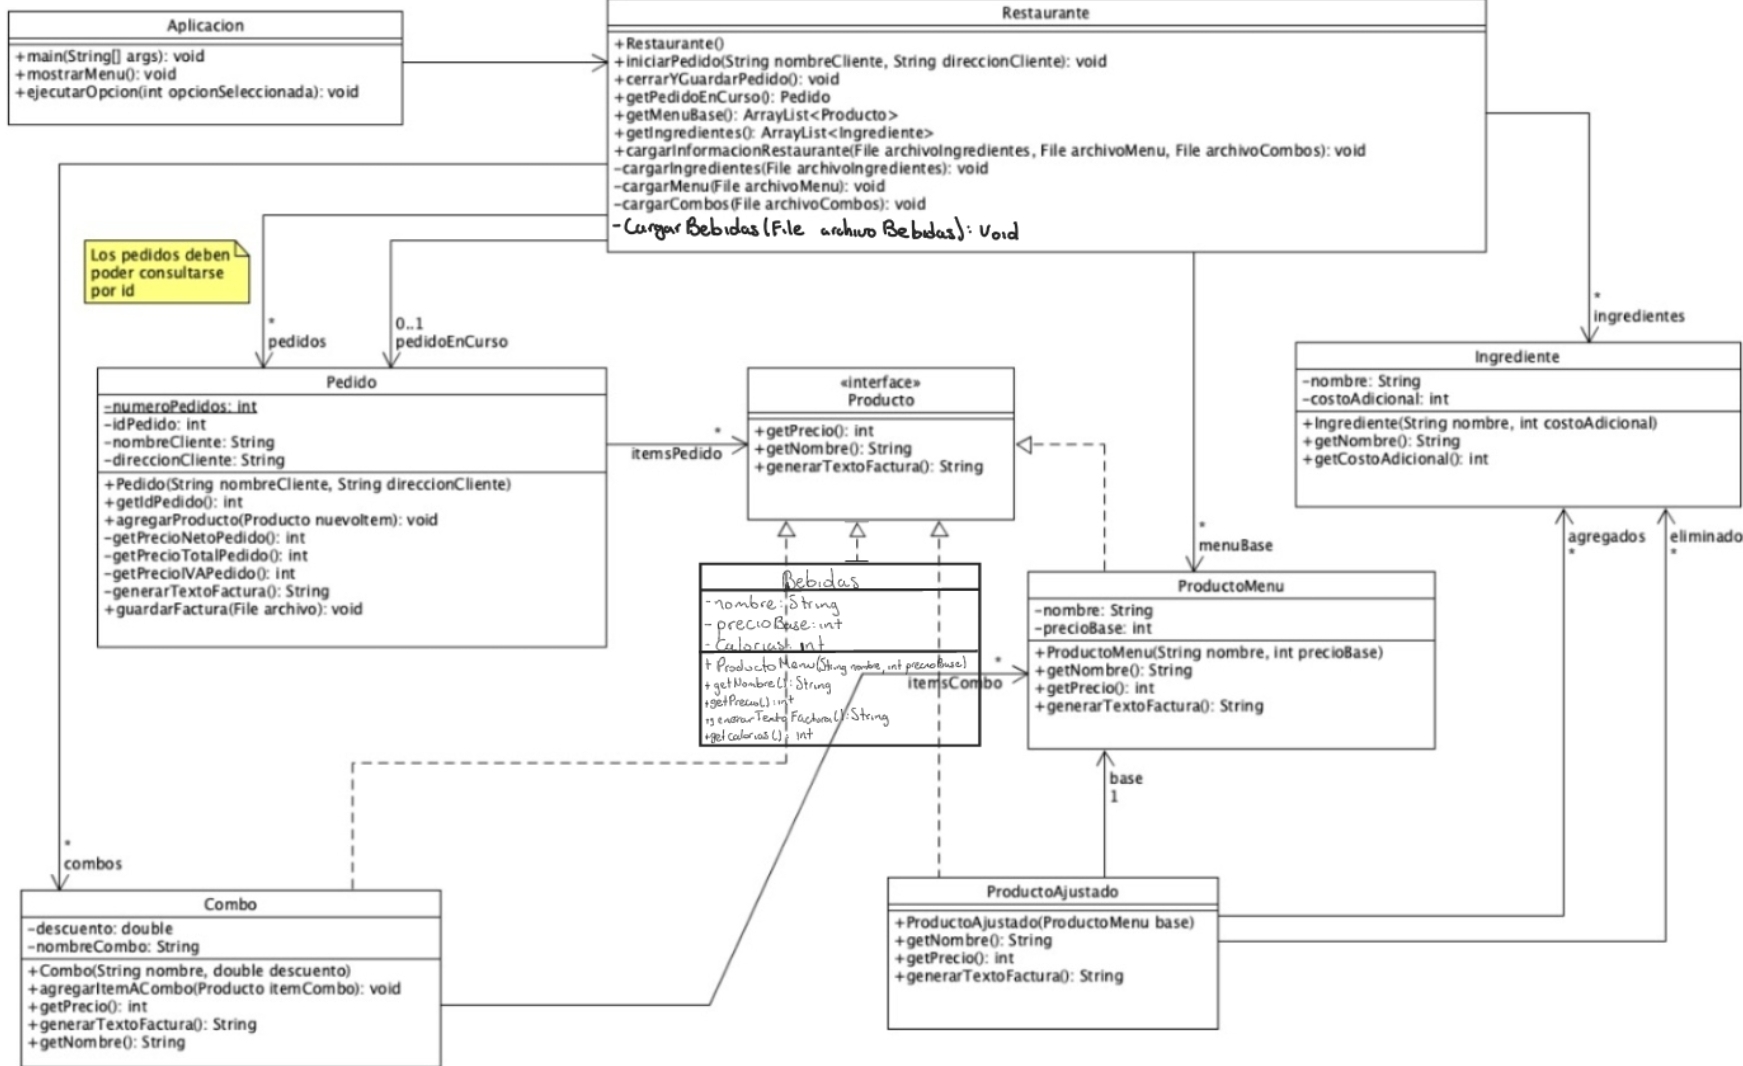 Aplicacion
+main(String[] args): void
+mostrarMenu(): void
+ejecutarOpcion(int opcionSeleccionada): void
Restaurante
+Restaurante()
+iniciarPedido(String nombreCliente, String direccionCliente): void
+cerrarYGuardarPedido(): void
+getPedidoEnCurso(): Pedido
+getMenuBase(): ArrayList<Producto>
+getIngredientes(): ArrayList<Ingrediente>
+cargarInformacionRestaurante(File archivoIngredientes, File archivoMenu, File archivoCombos): void
-cargarIngredientes(File archivoIngredientes): void
-cargarMenu(File archivoMenu): void
-cargarCombos(File archivoCombos): void
-CargarBebidas(File archivo Bebidas): Void
Los pedidos deben
poder consultarse
por id
*
pedidos
0..1
pedidoEnCurso
*
menuBase
*
ingredientes
Pedido
-numeroPedidos: int
-idPedido: int
-nombreCliente: String
-direccionCliente: String
+Pedido(String nombreCliente, String direccionCliente)
+getIdPedido(): int
+agregarProducto(Producto nuevoItem): void
-getPrecioNetoPedido(): int
-getPrecioTotalPedido(): int
-getPrecioIVAPedido(): int
-generarTextoFactura(): String
+guardarFactura(File archivo): void
*
itemsPedido
«interface»
Producto
+getPrecio(): int
+getNombre(): String
+generarTextoFactura(): String
Ingrediente
-nombre: String
-costoAdicional: int
+Ingrediente(String nombre, int costoAdicional)
+getNombre(): String
+getCostoAdicional(): int
agregados
*
eliminado
*
Bebidas
-nombre: String
- precioBase: int
- Calorias: int
+ ProductoMenu(String nombre, int precioBase)
+ getNombre(): String
+getPrecio(): int
+generarTexto Factura(): String
+getcalorias(): int
*
itemsCombo
ProductoMenu
-nombre: String
-precioBase: int
+ProductoMenu(String nombre, int precioBase)
+getNombre(): String
+getPrecio(): int
+generarTextoFactura(): String
base
1
*
combos
Combo
-descuento: double
-nombreCombo: String
+Combo(String nombre, double descuento)
+agregarItemACombo(Producto itemCombo): void
+getPrecio(): int
+generarTextoFactura(): String
+getNombre(): String
ProductoAjustado
+ProductoAjustado(ProductoMenu base)
+getNombre(): String
+getPrecio(): int
+generarTextoFactura(): String